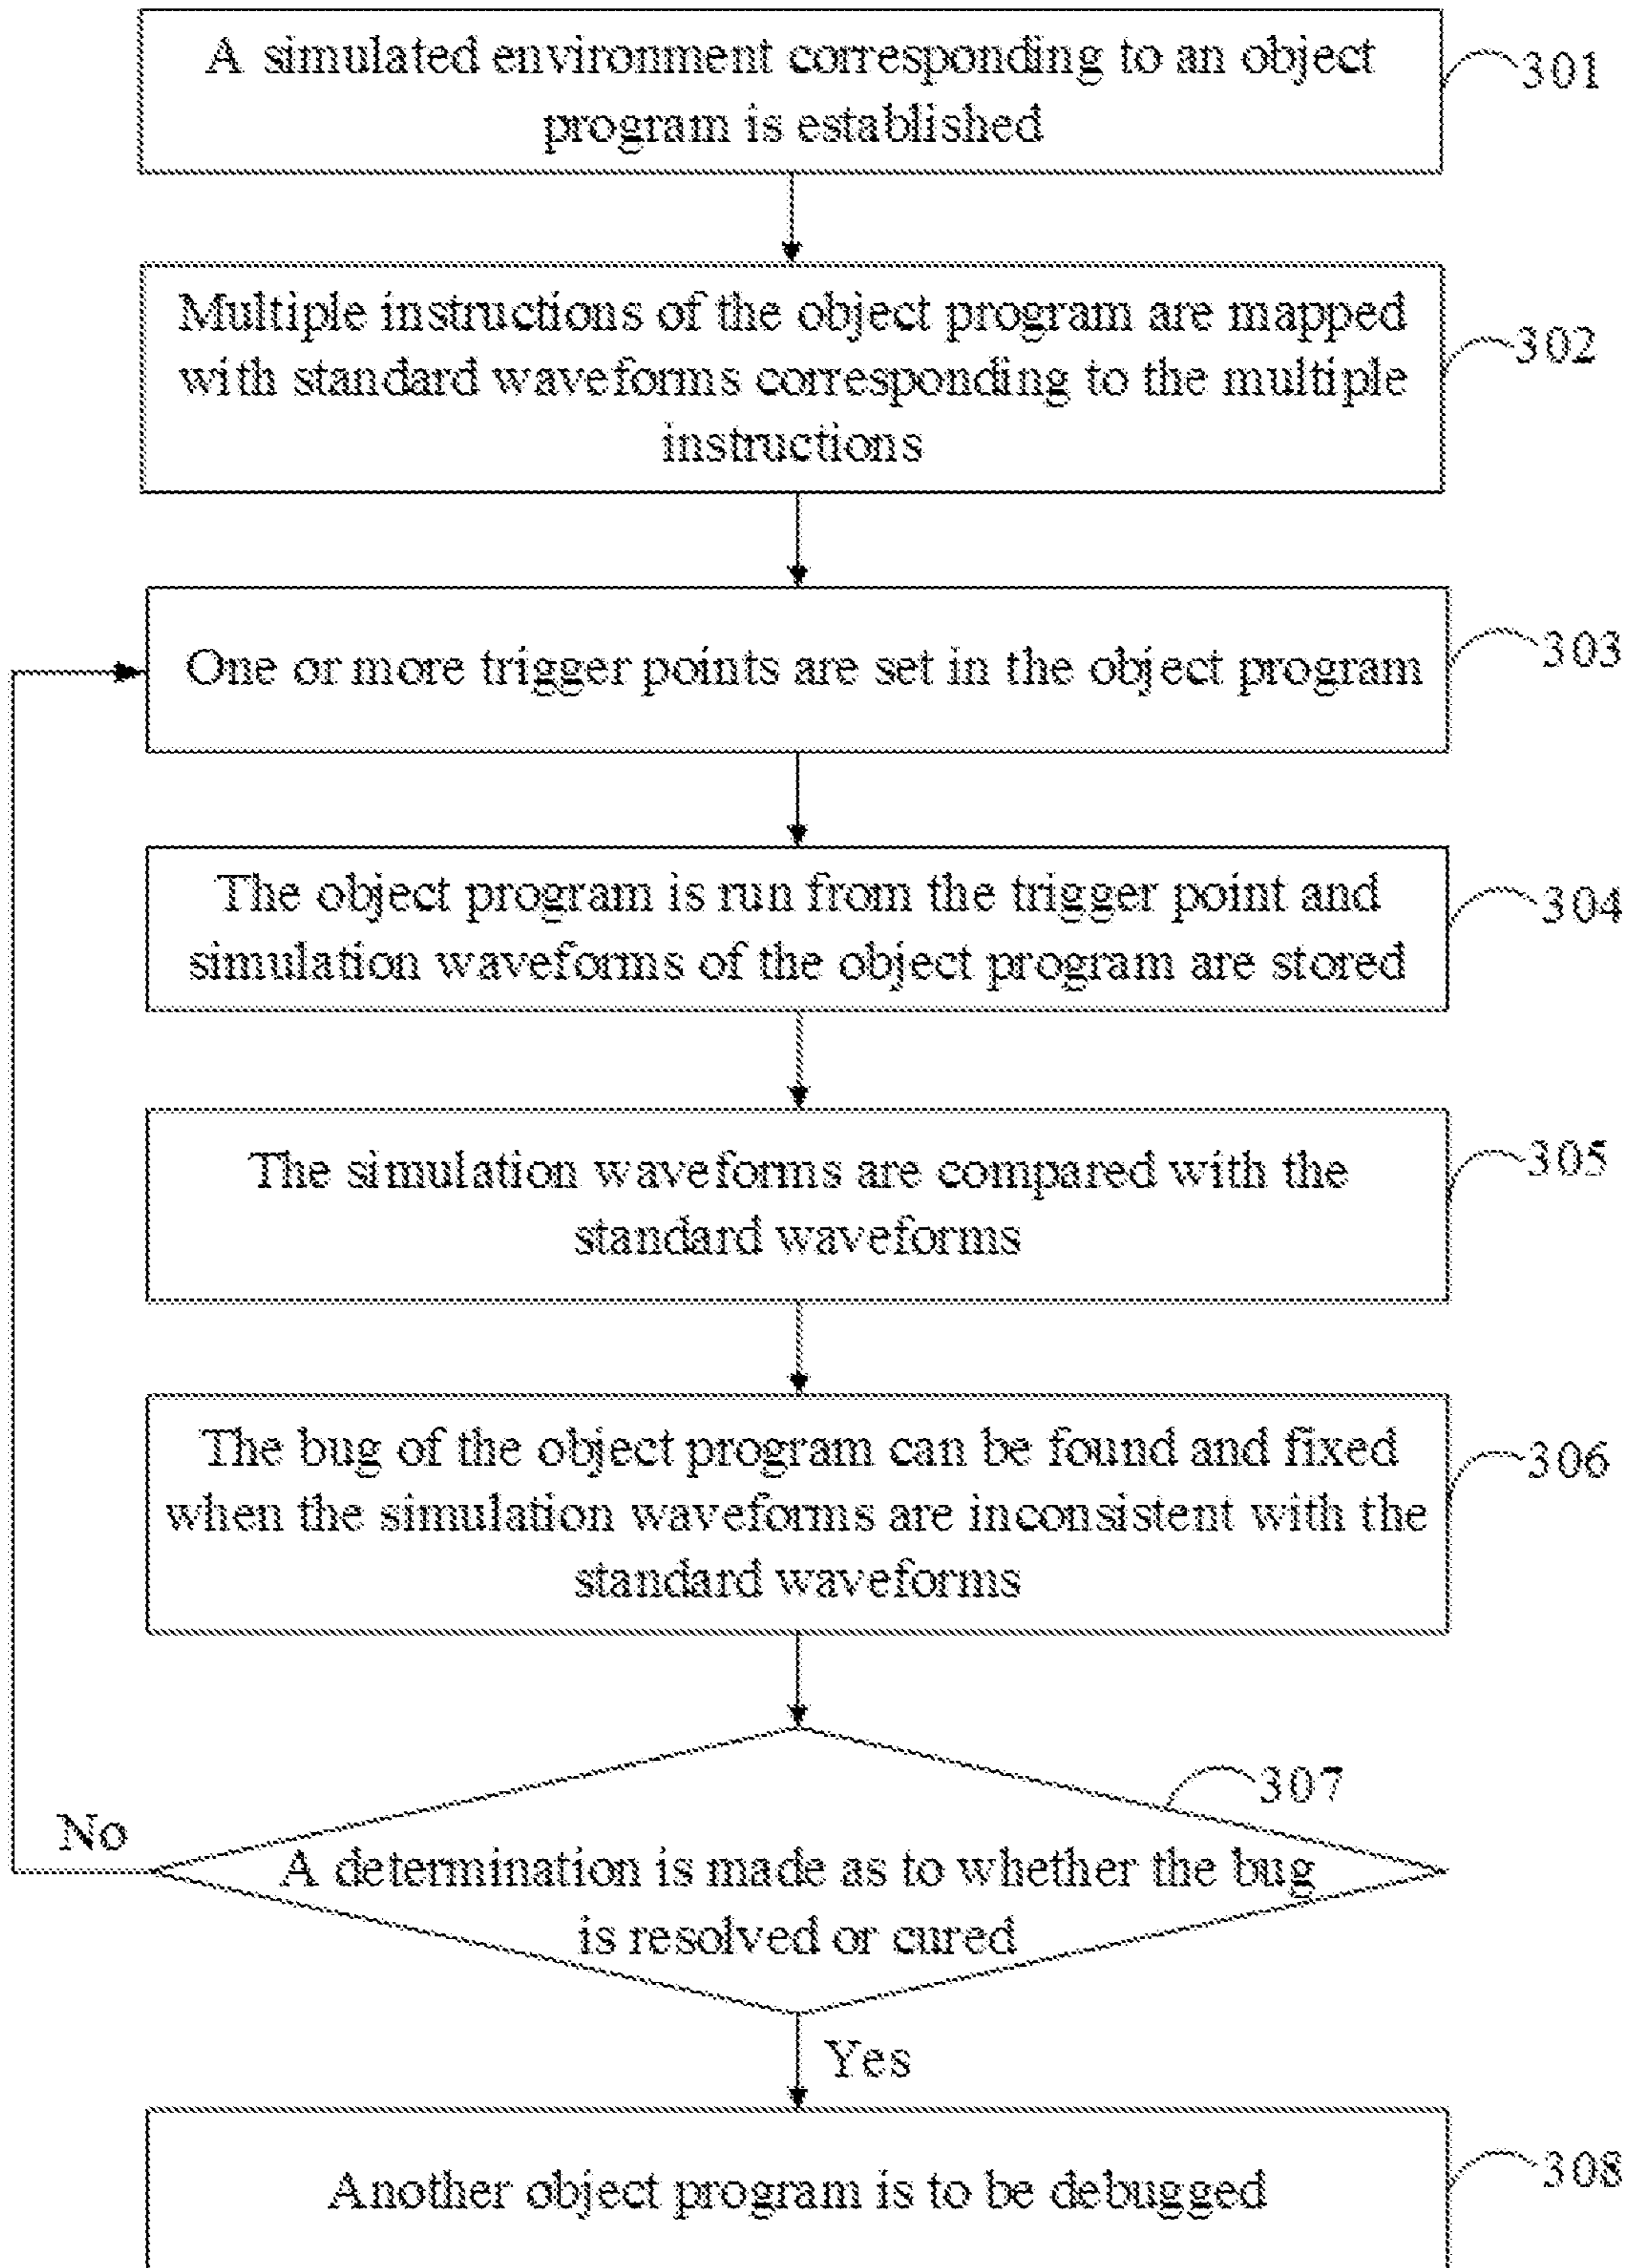 A simulated environment corresponding to an object
program is established
301
Multiple instructions of the object program are mapped
with standard waveforms corresponding to the multiple
instructions
302
One or more trigger points are set in the object program
303
The object program is run from the trigger point and
simulation waveforms of the object program are stored
304
The simulation waveforms are compared with the
standard waveforms
305
The bug of the object program can be found and fixed
when the simulation waveforms are inconsistent with the
standard waveforms
306
307
No
A determination is made as to whether the bug
is resolved or cured
Yes
Another object program is to be debugged
308